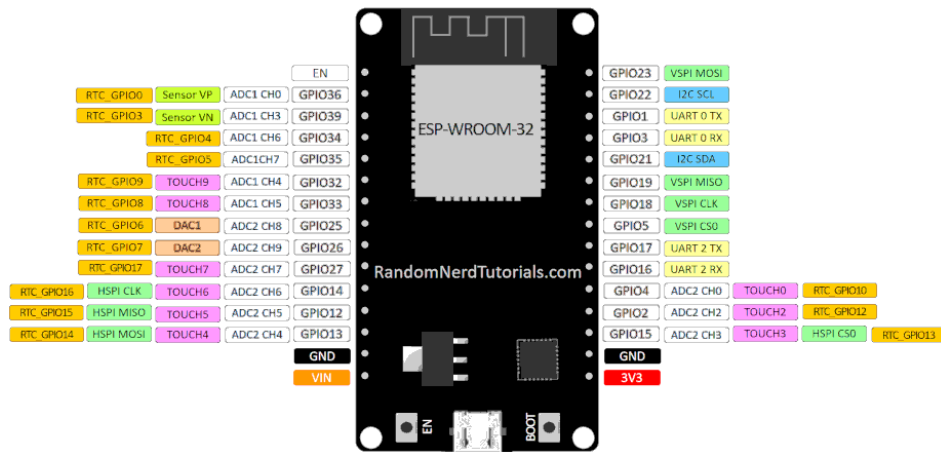 EN
RTC_GPIO0 Sensor VP ADC1 CH0 GPIO36
RTC_GPIO3 Sensor VN ADC1 CH3 GPIO39
RTC_GPIO4 ADC1 CH6 GPIO34
RTC_GPIO5 ADC1CH7 GPIO35
RTC_GPIO9 TOUCH9 ADC1 CH4 GPIO32
RTC_GPIO8 TOUCH8 ADC1 CH5 GPIO33
RTC_GPIO6 DAC1 ADC2 CH8 GPIO25
RTC_GPIO7 DAC2 ADC2 CH9 GPIO26
RTC_GPIO17 TOUCH7 ADC2 CH7 GPIO27
RTC_GPIO16 HSPI CLK TOUCH6 ADC2 CH6 GPIO14
RTC_GPIO15 HSPI MISO TOUCH5 ADC2 CH5 GPIO12
RTC_GPIO14 HSPI MOSI TOUCH4 ADC2 CH4 GPIO13
GND
VIN
ESP-WROOM-32
RandomNerdTutorials.com
EN
BOOT
GPIO23 VSPI MOSI
GPIO22 I2C SCL
GPIO1 UART 0 TX
GPIO3 UART 0 RX
GPIO21 I2C SDA
GPIO19 VSPI MISO
GPIO18 VSPI CLK
GPIO5 VSPI CS0
GPIO17 UART 2 TX
GPIO16 UART 2 RX
GPIO4 ADC2 CH0 TOUCH0 RTC_GPIO10
GPIO2 ADC2 CH2 TOUCH2 RTC_GPIO12
GPIO15 ADC2 CH3 TOUCH3 HSPI CS0 RTC_GPIO13
GND
3V3